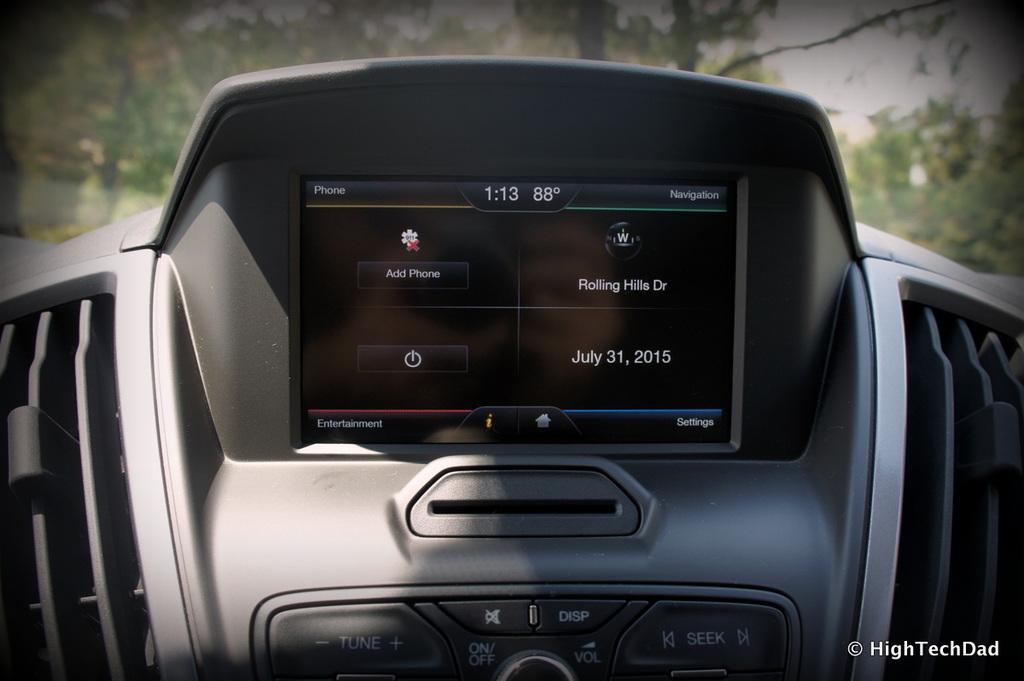 Phone 1:13 88° Navigation
W
Add Phone
Rolling Hills Dr
July 31, 2015
Entertainment i Settings
DISP
− TUNE + ON/OFF VOL SEEK
© HighTechDad